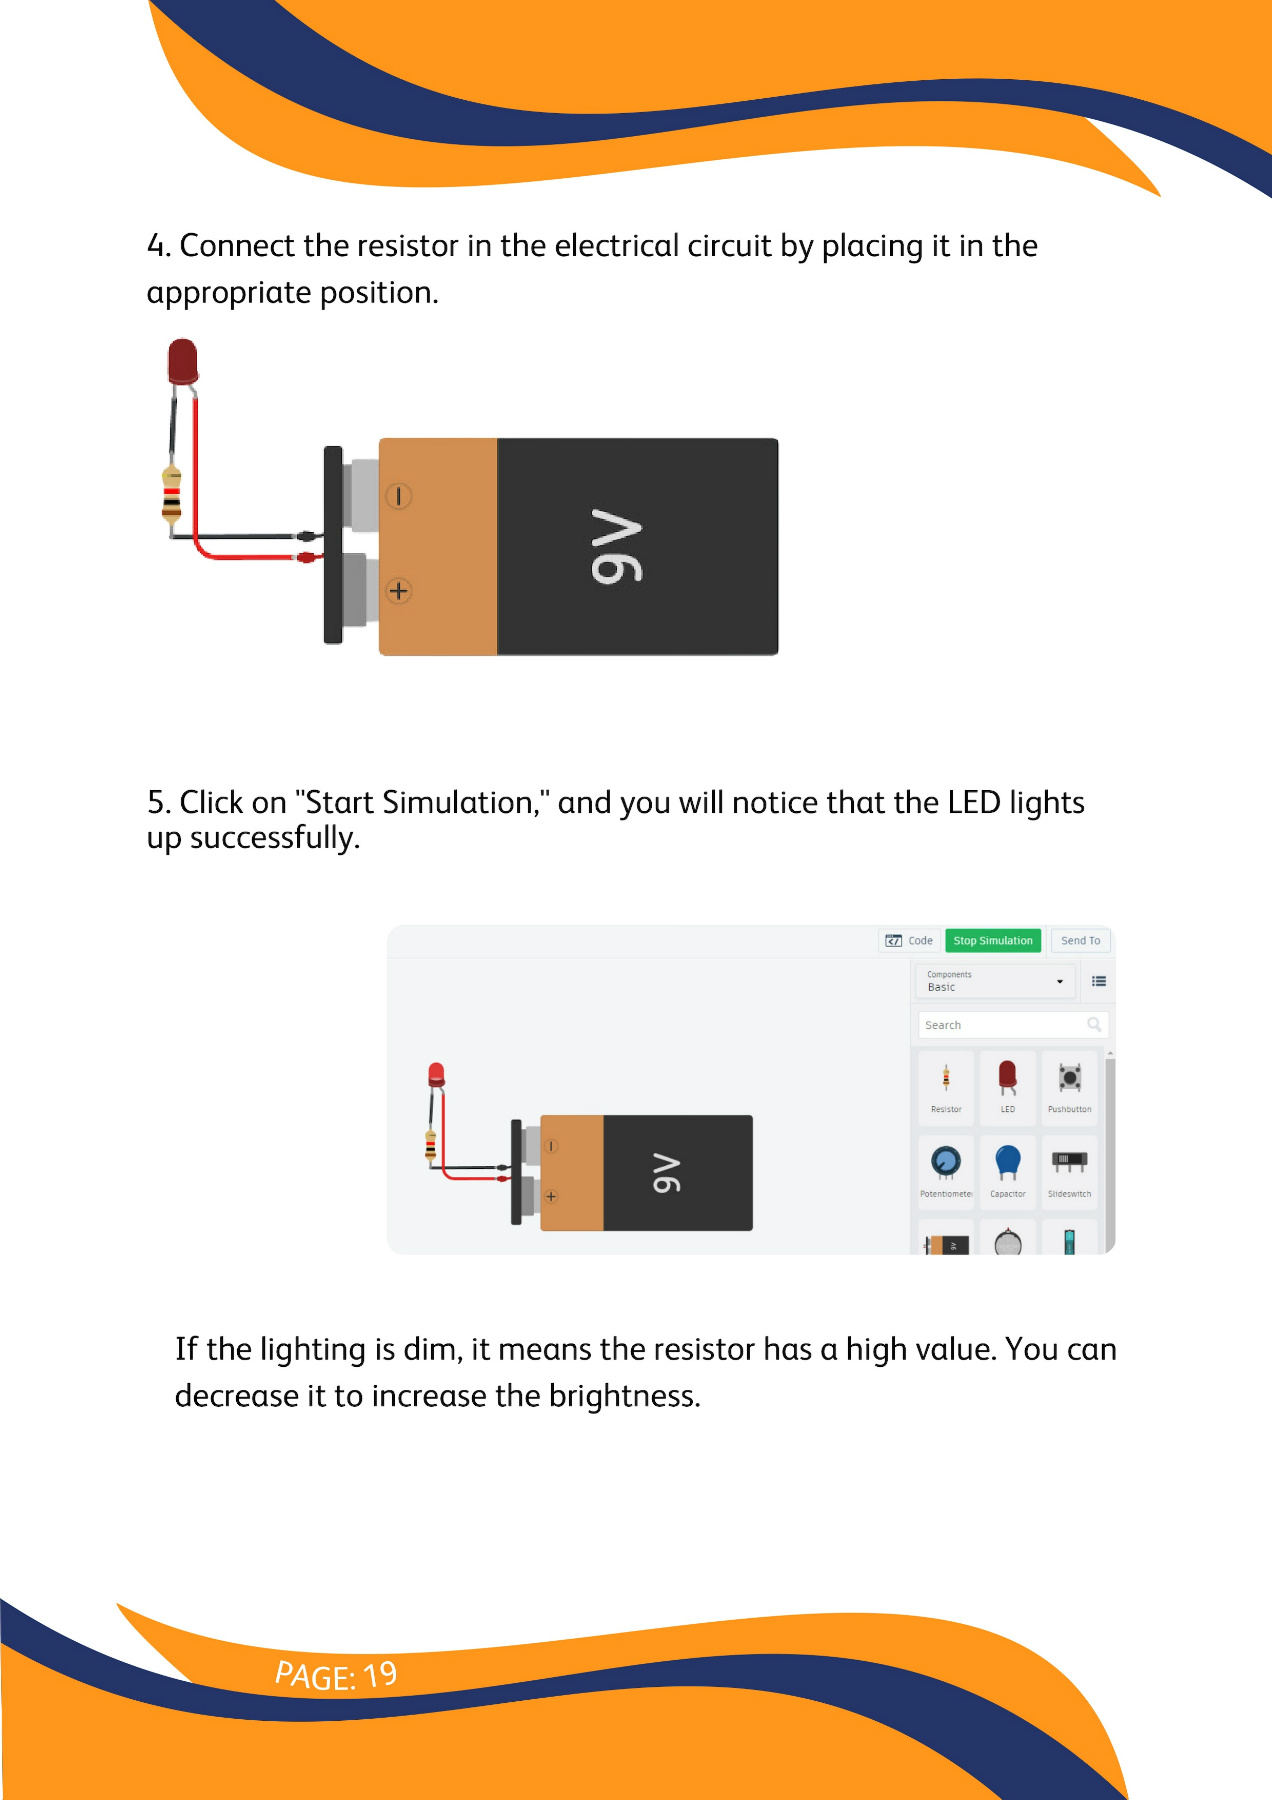 4. Connect the resistor in the electrical circuit by placing it in the
appropriate position.
−
9V
+
5. Click on "Start Simulation," and you will notice that the LED lights
up successfully.
Code
Stop Simulation
Send To
Components
Basic
Search
Resistor
LED
Pushbutton
−
9V
+
Potentiomete
Capacitor
Slideswitch
9V
If the lighting is dim, it means the resistor has a high value. You can
decrease it to increase the brightness.
PAGE: 19